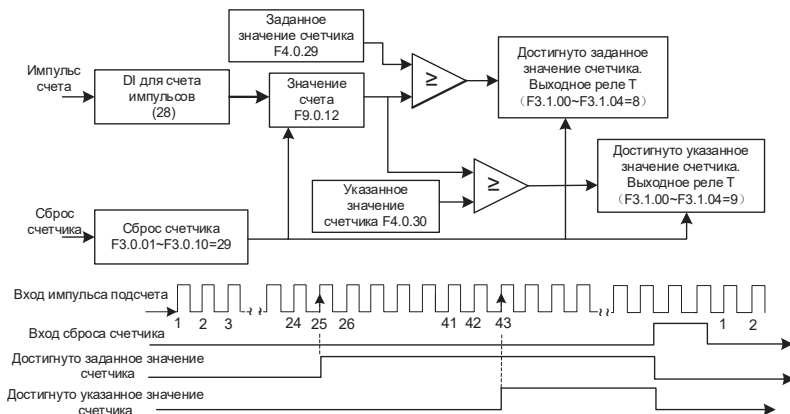 Заданное
значение счетчика
F4.0.29
Импульс
счета
DI для счета
импульсов
(28)
Значение
счета
F9.0.12
≥
Достигнуто заданное
значение счетчика.
Выходное реле Т
(F3.1.00~F3.1.04=8)
Указанное
значение
счетчика F4.0.30
≥
Достигнуто указанное
значение счетчика.
Выходное реле Т
(F3.1.00~F3.1.04=9)
Сброс
счетчика
Сброс счетчика
F3.0.01~F3.0.10=29
Вход импульса подсчета
1 2 3 24 25 26 41 42 43 1 2
Вход сброса счетчика
Достигнуто заданное значение
счетчика
Достигнуто указанное значение
счетчика